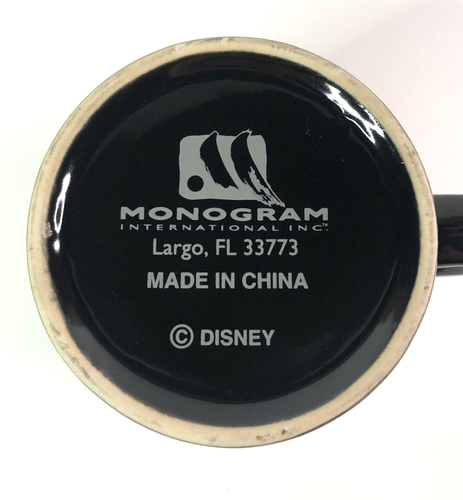 MONOGRAM
INTERNATIONAL INC.™
Largo, FL 33773
MADE IN CHINA
© DISNEY